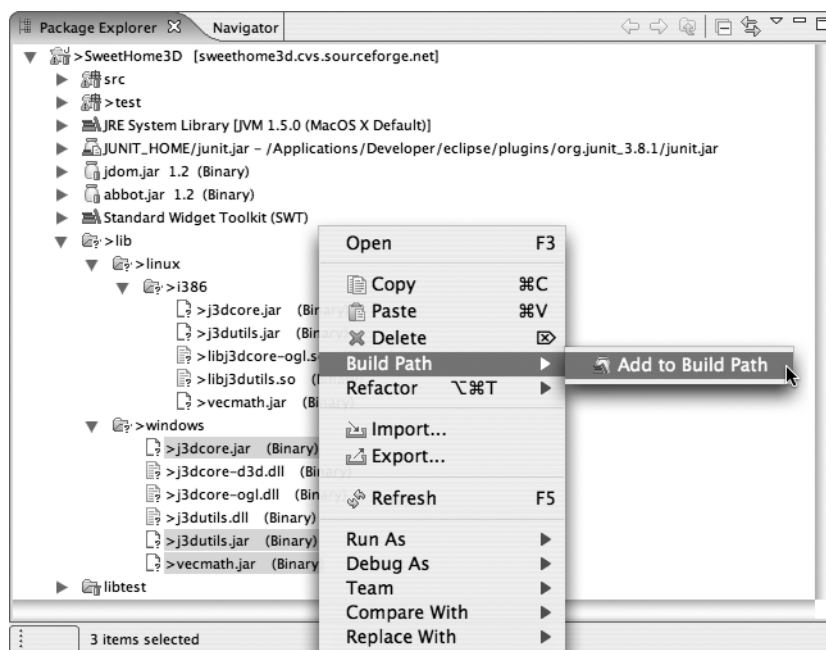 Package Explorer
Navigator
>SweetHome3D [sweethome3d.cvs.sourceforge.net]
src
>test
JRE System Library [JVM 1.5.0 (MacOS X Default)]
JUNIT_HOME/junit.jar – /Applications/Developer/eclipse/plugins/org.junit_3.8.1/junit.jar
jdom.jar 1.2 (Binary)
abbot.jar 1.2 (Binary)
Standard Widget Toolkit (SWT)
>lib
>linux
>i386
>j3dcore.jar (Binary)
>j3dutils.jar (Binary)
>libj3dcore-ogl.s
>libj3dutils.so
>vecmath.jar (Bi
>windows
>j3dcore.jar (Binary)
>j3dcore-d3d.dll (Bi
>j3dcore-ogl.dll (Bin
>j3dutils.dll (Binary)
>j3dutils.jar (Binary)
>vecmath.jar (Binary
libtest
Open F3
Copy ⌘C
Paste ⌘V
Delete ⌦
Build Path
Refactor ⌥⌘T
Import...
Export...
Refresh F5
Run As
Debug As
Team
Compare With
Replace With
Add to Build Path
3 items selected